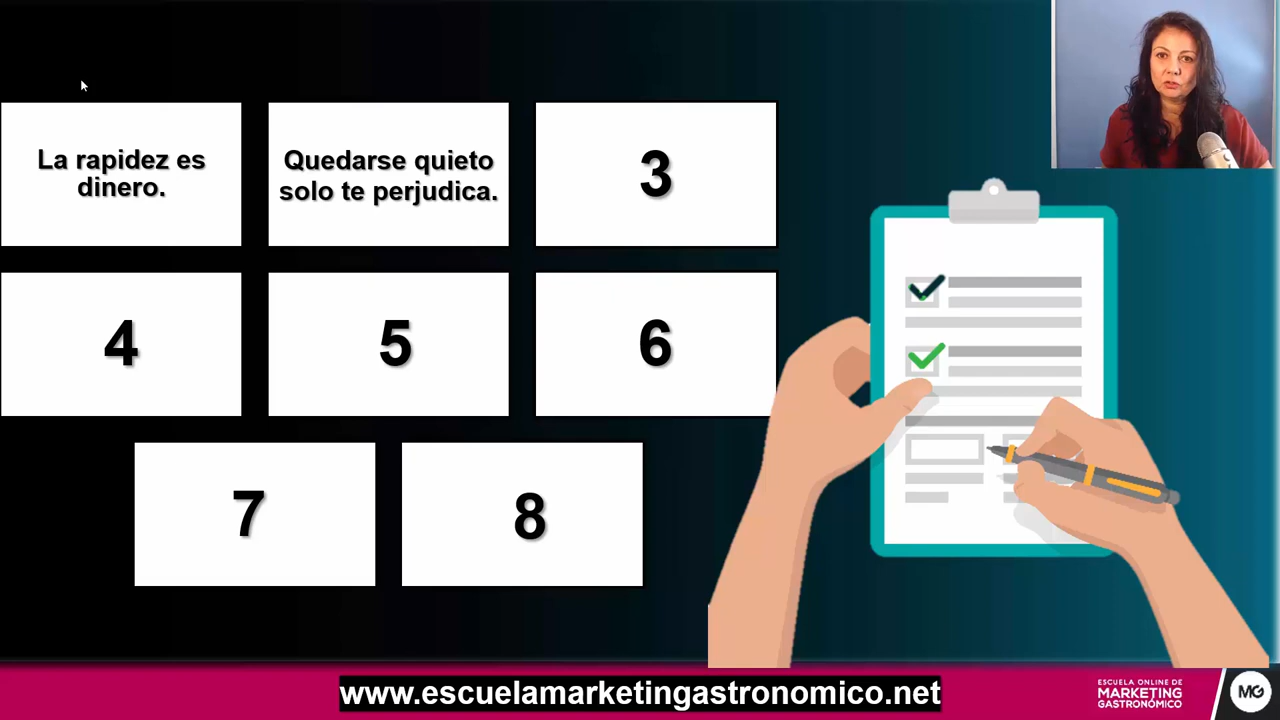 La rapidez es
dinero.
Quedarse quieto
solo te perjudica.
3
4
5
6
7
8
www.escuelamarketingastronomico.net
ESCUELA ONLINE DE
MARKETING
GASTRONÓMICO
MG